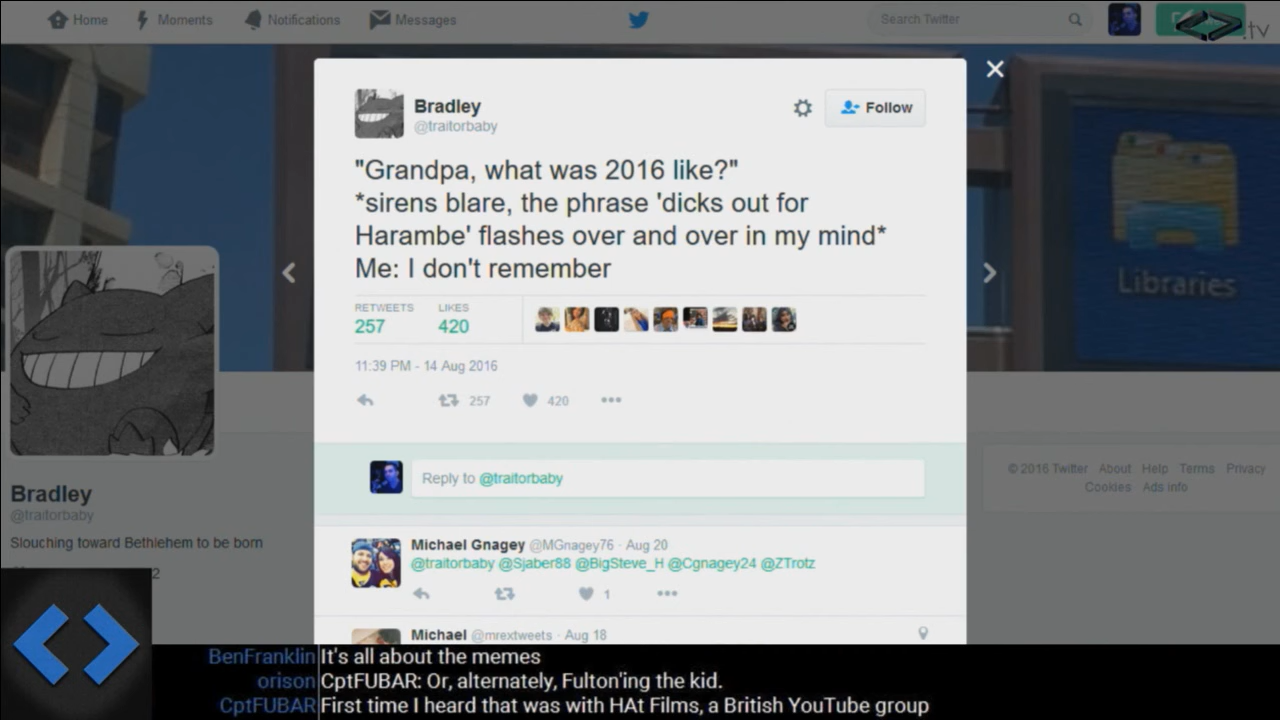 Home Moments Notifications Messages Search Twitter
.tv
Bradley
@traitorbaby
Follow
"Grandpa, what was 2016 like?"
*sirens blare, the phrase 'dicks out for
Harambe' flashes over and over in my mind*
Me: I don't remember
RETWEETS LIKES
257 420
11:39 PM - 14 Aug 2016
257 420
Reply to @traitorbaby
Michael Gnagey @MGnagey76 · Aug 20
@traitorbaby @Sjaber88 @BigSteve_H @Cgnagey24 @ZTrotz
1
Michael @mrextweets · Aug 18
Libraries
Bradley
@traitorbaby
Slouching toward Bethlehem to be born
2
© 2016 Twitter About Help Terms Privacy
Cookies Ads info
BenFranklin It's all about the memes
orison CptFUBAR: Or, alternately, Fulton'ing the kid.
CptFUBAR First time I heard that was with HAt Films, a British YouTube group